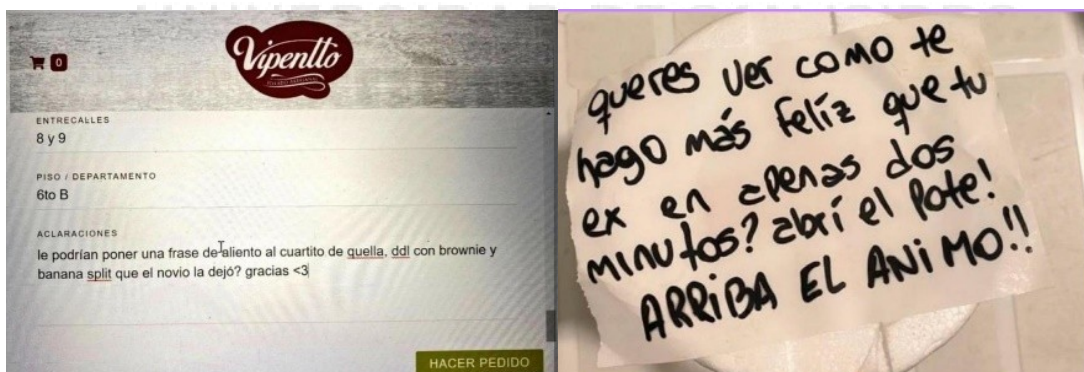 0
Vipentto
ENTRECALLES
8 y 9
PISO / DEPARTAMENTO
6to B
ACLARACIONES
le podrían poner una frase de aliento al cuartito de quella, ddl con brownie y
banana split que el novio la dejó? gracias <3
HACER PEDIDO
queres ver como te
hago más felíz que tu
ex en apenas dos
minutos? abrí el Pote!
ARRIBA EL ANIMO!!